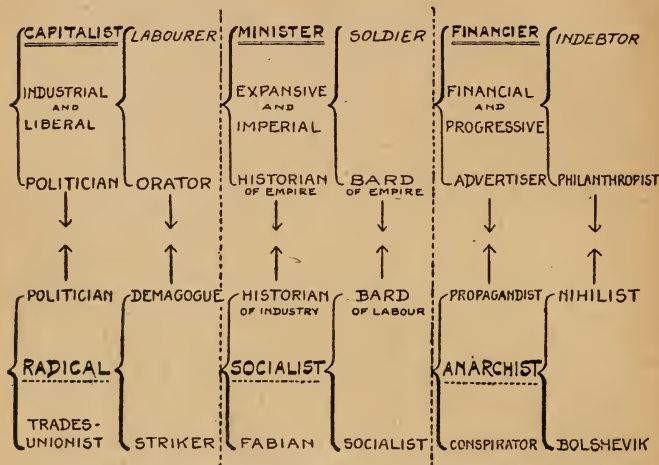 CAPITALIST LABOURER MINISTER SOLDIER FINANCIER INDEBTOR
INDUSTRIAL EXPANSIVE FINANCIAL
AND AND AND
LIBERAL IMPERIAL PROGRESSIVE
POLITICIAN ORATOR HISTORIAN BARD ADVERTISER PHILANTHROPIST
OF EMPIRE OF EMPIRE
POLITICIAN DEMAGOGUE HISTORIAN BARD PROPAGANDIST NIHILIST
OF INDUSTRY OF LABOUR
RADICAL SOCIALIST ANARCHIST
TRADES-
UNIONIST STRIKER FABIAN SOCIALIST CONSPIRATOR BOLSHEVIK